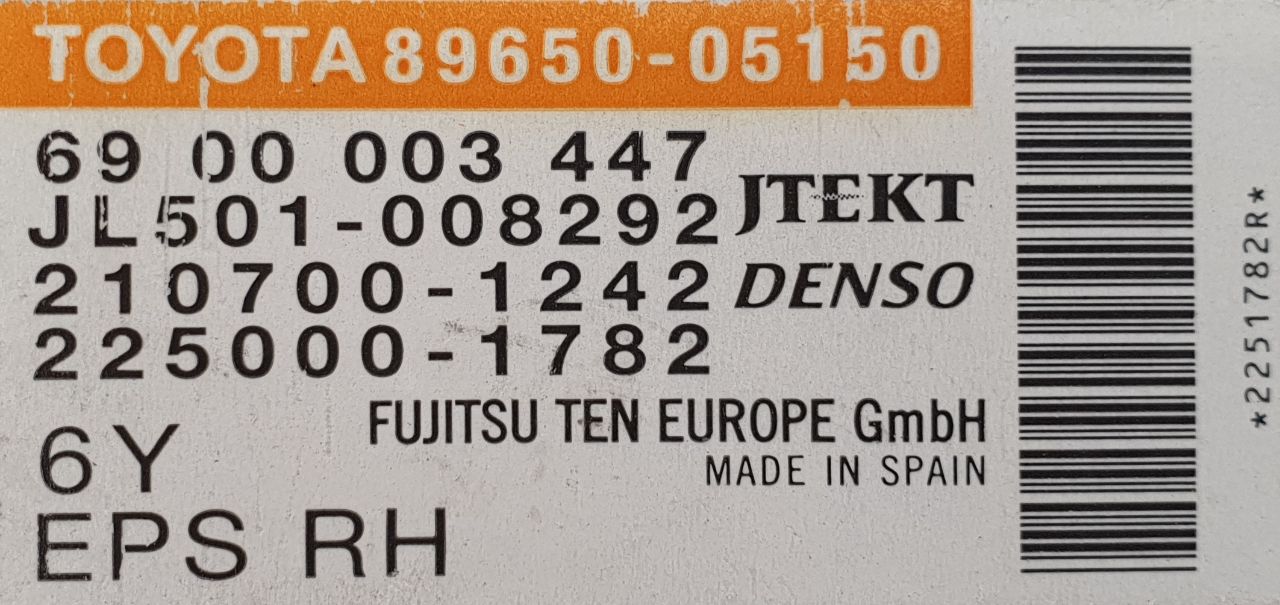 TOYOTA 89650-05150
69 00 003 447
JL501-008292
JTEKT
210700-1242
DENSO
225000-1782
FUJITSU TEN EUROPE GmbH
MADE IN SPAIN
6Y
EPS RH
*2251782R*